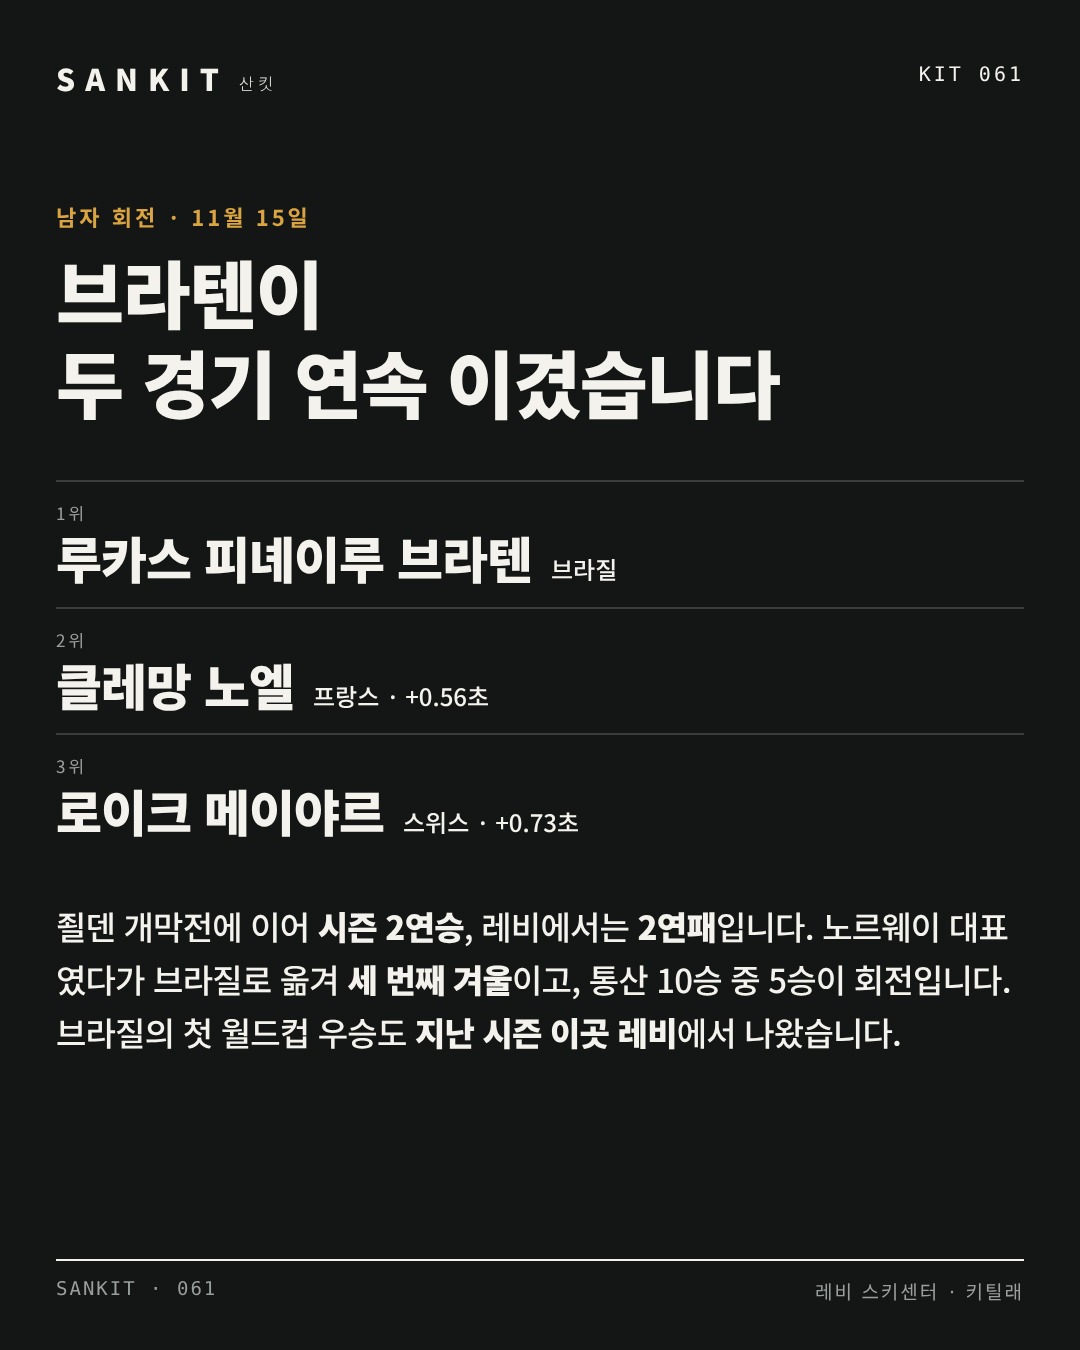 SANKIT 산킷
KIT 061
남자 회전 · 11월 15일
브라텐이
두 경기 연속 이겼습니다
1위
루카스 피녜이루 브라텐 브라질
2위
클레망 노엘 프랑스 · +0.56초
3위
로이크 메이야르 스위스 · +0.73초
죌덴 개막전에 이어 시즌 2연승, 레비에서는 2연패입니다. 노르웨이 대표
였다가 브라질로 옮겨 세 번째 겨울이고, 통산 10승 중 5승이 회전입니다.
브라질의 첫 월드컵 우승도 지난 시즌 이곳 레비에서 나왔습니다.
SANKIT · 061
레비 스키센터 · 키틸래